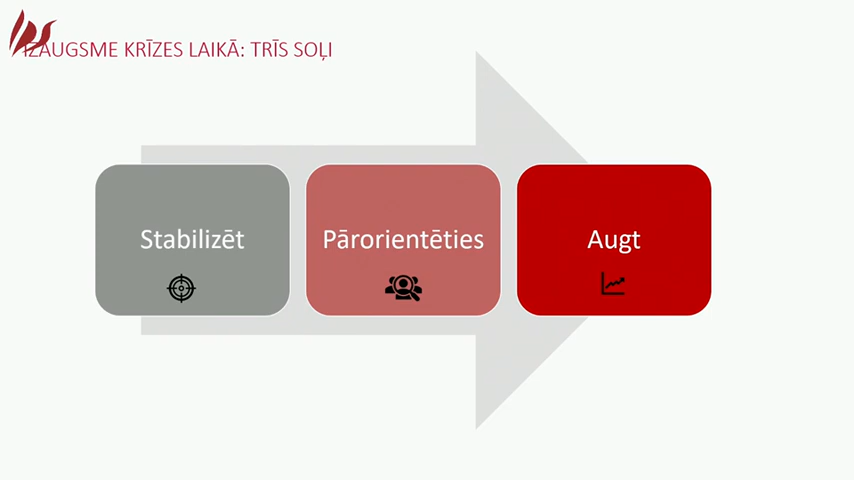 IZAUGSME KRĪZES LAIKĀ: TRĪS SOĻI
Stabilizēt
Pārorientēties
Augt